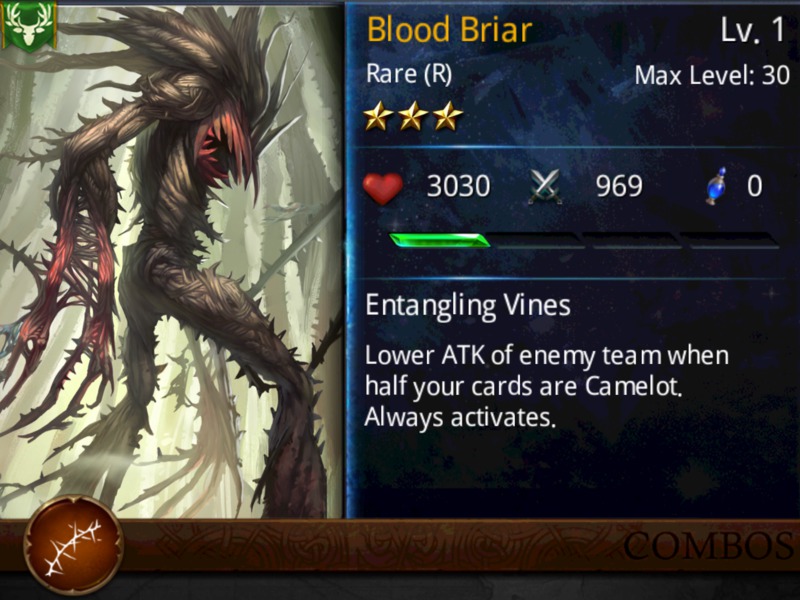 Blood Briar Lv. 1
Rare (R) Max Level: 30
3030 969 0
Entangling Vines
Lower ATK of enemy team when
half your cards are Camelot.
Always activates.
COMBOS